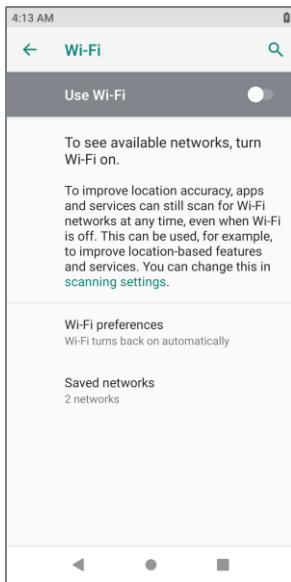 4:13 AM
Wi-Fi
Use Wi-Fi
To see available networks, turn
Wi-Fi on.
To improve location accuracy, apps
and services can still scan for Wi-Fi
networks at any time, even when Wi-Fi
is off. This can be used, for example,
to improve location-based features
and services. You can change this in
scanning settings.
Wi-Fi preferences
Wi-Fi turns back on automatically
Saved networks
2 networks